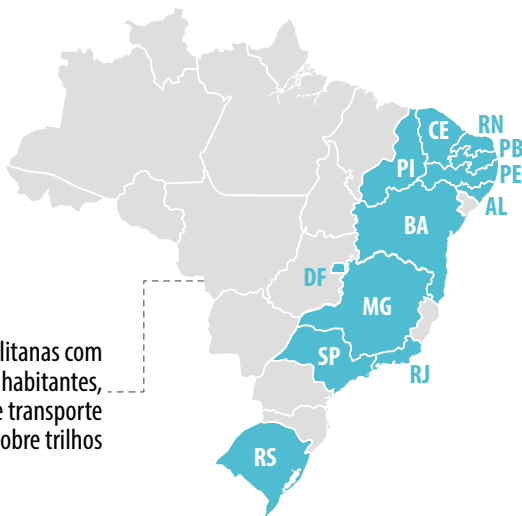 CE
RN
PB
PI
PE
AL
BA
DF
MG
SP
RJ
litanas com
habitantes,
e transporte
obre trilhos
RS